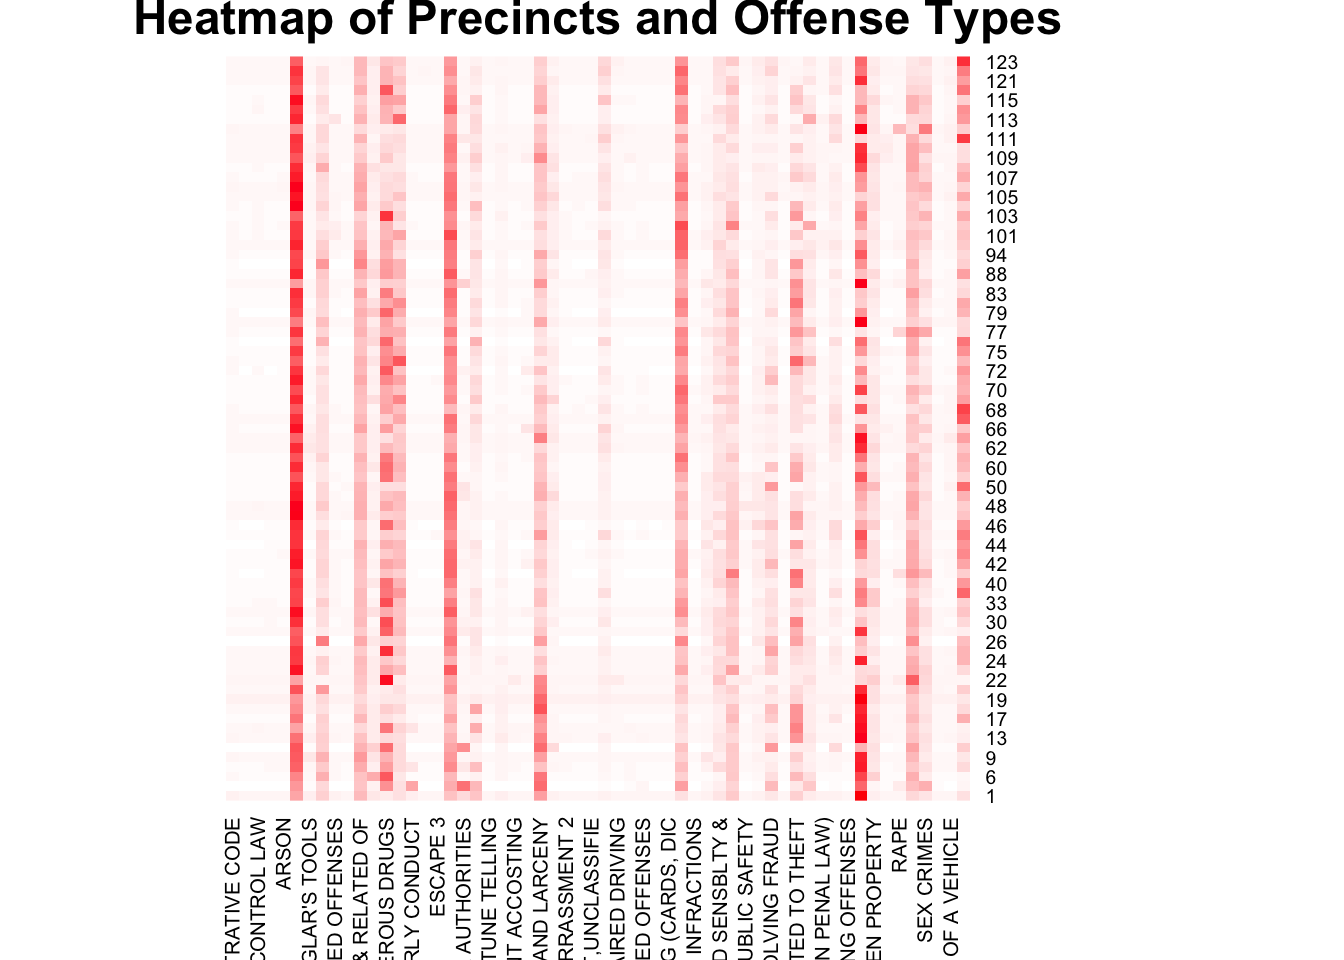 Heatmap of Precincts and Offense Types
123
121
115
113
111
109
107
105
103
101
94
88
83
79
77
75
72
70
68
66
62
60
50
48
46
44
42
40
33
30
26
24
22
19
17
13
9
6
1
TRATIVE CODE
CONTROL LAW
ARSON
GLAR'S TOOLS
ED OFFENSES
& RELATED OF
EROUS DRUGS
RLY CONDUCT
ESCAPE 3
AUTHORITIES
TUNE TELLING
IT ACCOSTING
AND LARCENY
RRASSMENT 2
,UNCLASSIFIE
IRED DRIVING
ED OFFENSES
G (CARDS, DIC
INFRACTIONS
D SENSBLTY &
UBLIC SAFETY
OLVING FRAUD
TED TO THEFT
N PENAL LAW)
NG OFFENSES
EN PROPERTY
RAPE
SEX CRIMES
OF A VEHICLE